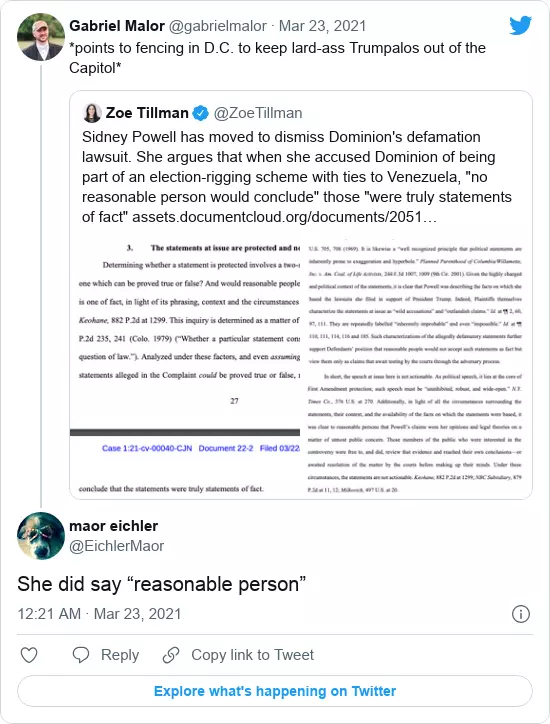 Gabriel Malor @gabrielmalor · Mar 23, 2021
*points to fencing in D.C. to keep lard-ass Trumpalos out of the
Capitol*
Zoe Tillman @ZoeTillman
Sidney Powell has moved to dismiss Dominion's defamation
lawsuit. She argues that when she accused Dominion of being
part of an election-rigging scheme with ties to Venezuela, "no
reasonable person would conclude" those "were truly statements
of fact" assets.documentcloud.org/documents/2051…
3. The statements at issue are protected and no
Determining whether a statement is protected involves a two-
one which can be proved true or false? And would reasonable people
is one of fact, in light of its phrasing, context and the circumstances
Keohane, 882 P.2d at 1299. This inquiry is determined as a matter of
P.2d 235, 241 (Colo. 1979) ("Whether a particular statement con
question of law."). Analyzed under these factors, and even assuming
statements alleged in the Complaint could be proved true or false,
27
Case 1:21-cv-00040-CJN Document 22-2 Filed 03/22
conclude that the statements were truly statements of fact.
U.S. 705, 708 (1969). It is likewise a "well recognized principle that political statements are
inherently prone to exaggeration and hyperbole." Planned Parenthood of Columbia/Willamette,
Inc. v. Am. Coal. of Life Activists, 244 F.3d 1007, 1009 (9th Cir. 2001). Given the highly charged
and political context of the statements, it is clear that Powell was describing the facts on which she
based the lawsuits she filed in support of President Trump. Indeed, Plaintiffs themselves
characterize the statements at issue as "wild accusations" and "outlandish claims." Id. at ¶¶ 2, 60,
97, 111. They are repeatedly labelled "inherently improbable" and even "impossible." Id. at ¶¶
110, 111, 114, 116 and 185. Such characterizations of the allegedly defamatory statements further
support Defendants' position that reasonable people would not accept such statements as fact but
view them only as claims that await testing by the courts through the adversary process.
In short, the speech at issue here is not actionable. As political speech, it lies at the core of
First Amendment protection; such speech must be "uninhibited, robust, and wide-open." N.Y.
Times Co., 376 U.S. at 270. Additionally, in light of all the circumstances surrounding the
statements, their context, and the availability of the facts on which the statements were based, it
was clear to reasonable persons that Powell's claims were her opinions and legal theories on a
matter of utmost public concern. Those members of the public who were interested in the
controversy were free to, and did, review that evidence and reached their own conclusions—or
awaited resolution of the matter by the courts before making up their minds. Under these
circumstances, the statements are not actionable. Keohane, 882 P.2d at 1299; NBC Subsidiary, 879
P.2d at 11, 12; Milkovich, 497 U.S. at 20.
maor eichler
@EichlerMaor
She did say “reasonable person”
12:21 AM · Mar 23, 2021
Reply
Copy link to Tweet
Explore what's happening on Twitter